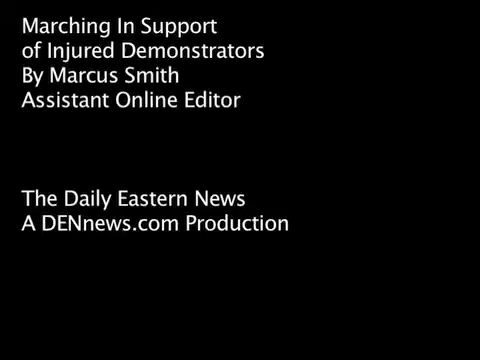 Marching In Support
of Injured Demonstrators
By Marcus Smith
Assistant Online Editor
The Daily Eastern News
A DENnews.com Production